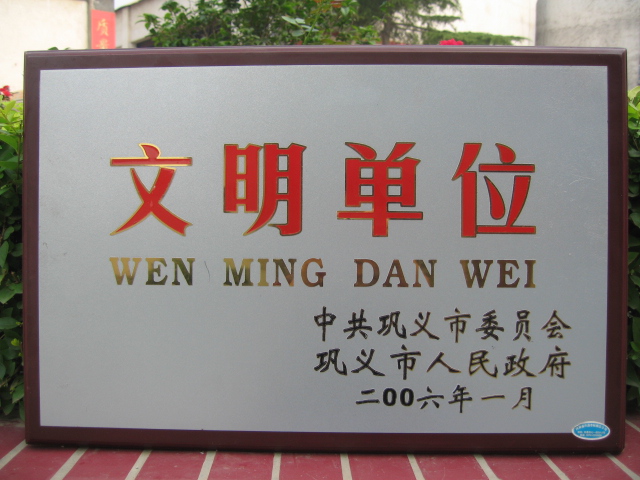 文明单位
WEN MING DAN WEI
中共巩义市委员会
巩义市人民政府
二00六年一月
质